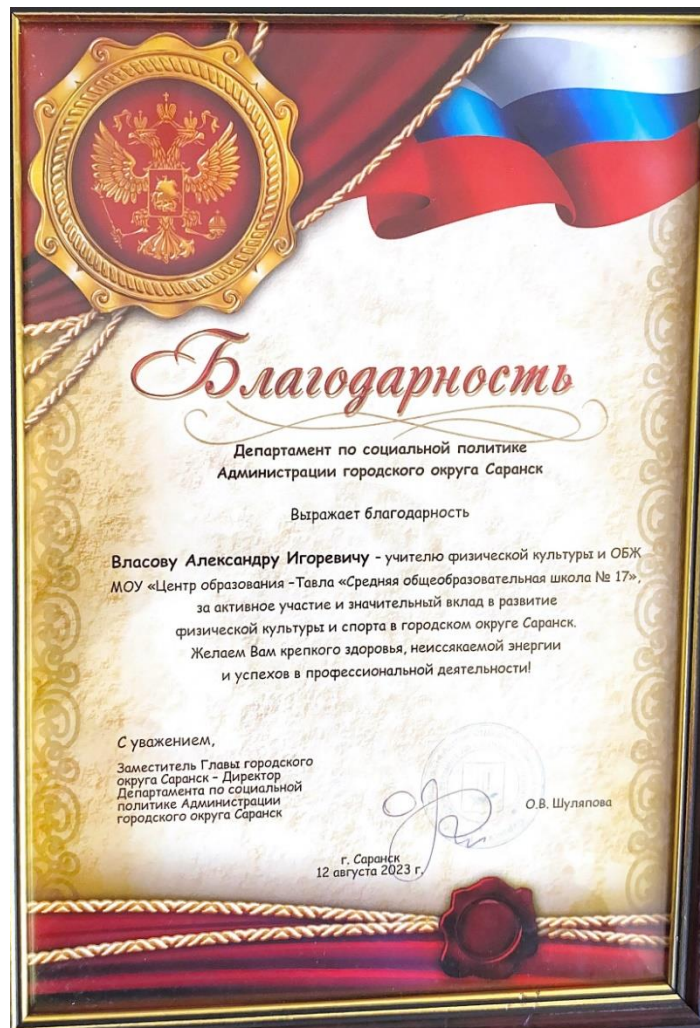 Благодарность
Департамент по социальной политике
Администрации городского округа Саранск
Выражает благодарность
Власову Александру Игоревичу - учителю физической культуры и ОБЖ
МОУ «Центр образования –Тавла «Средняя общеобразовательная школа № 17»,
за активное участие и значительный вклад в развитие
физической культуры и спорта в городском округе Саранск.
Желаем Вам крепкого здоровья, неиссякаемой энергии
и успехов в профессиональной деятельности!
С уважением,
Заместитель Главы городского
округа Саранск – Директор
Департамента по социальной
политике Администрации
городского округа Саранск
О.В. Шуляпова
г. Саранск
12 августа 2023 г.